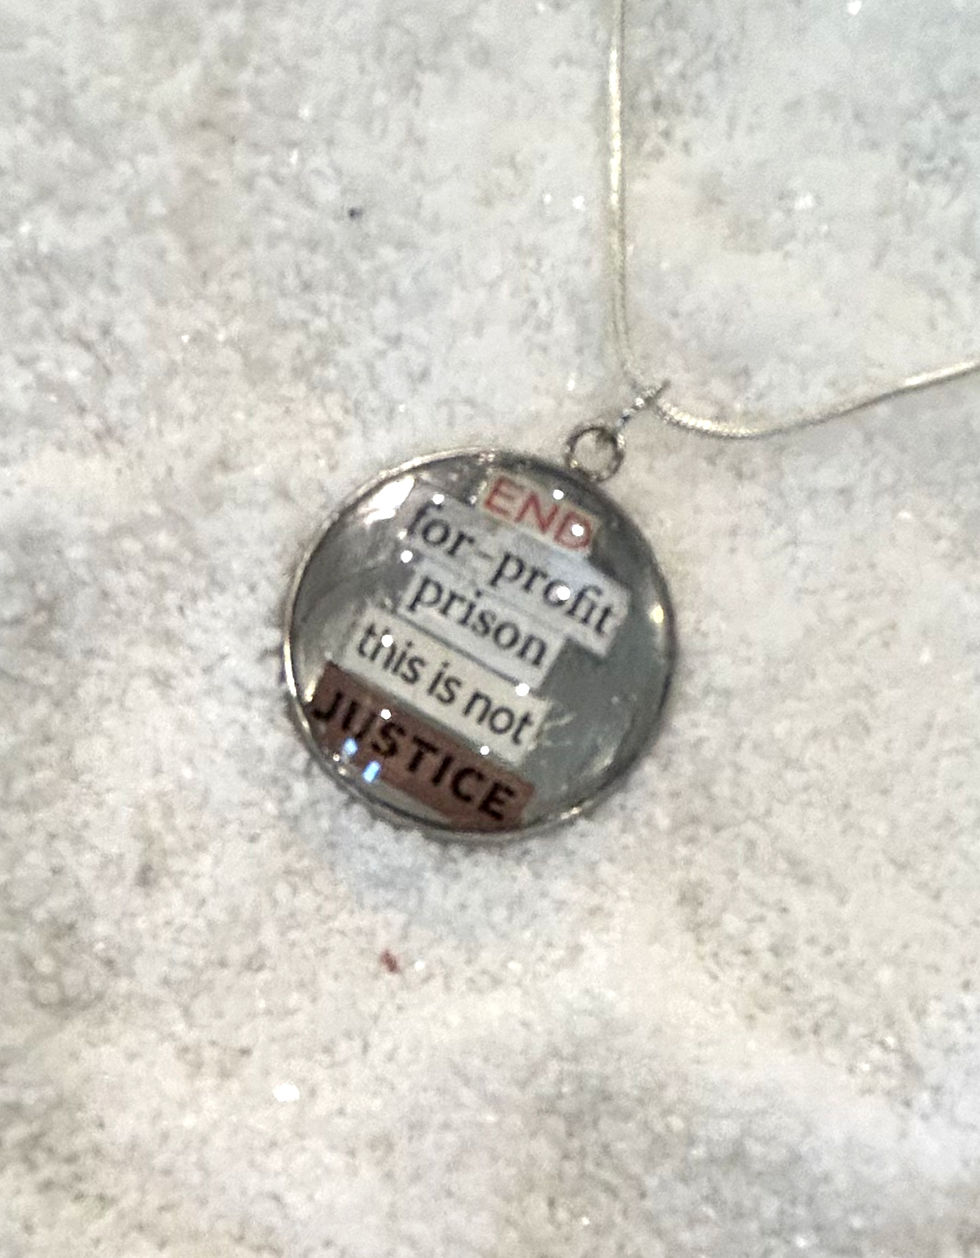 END
for-profit
prison
this is not
JUSTICE